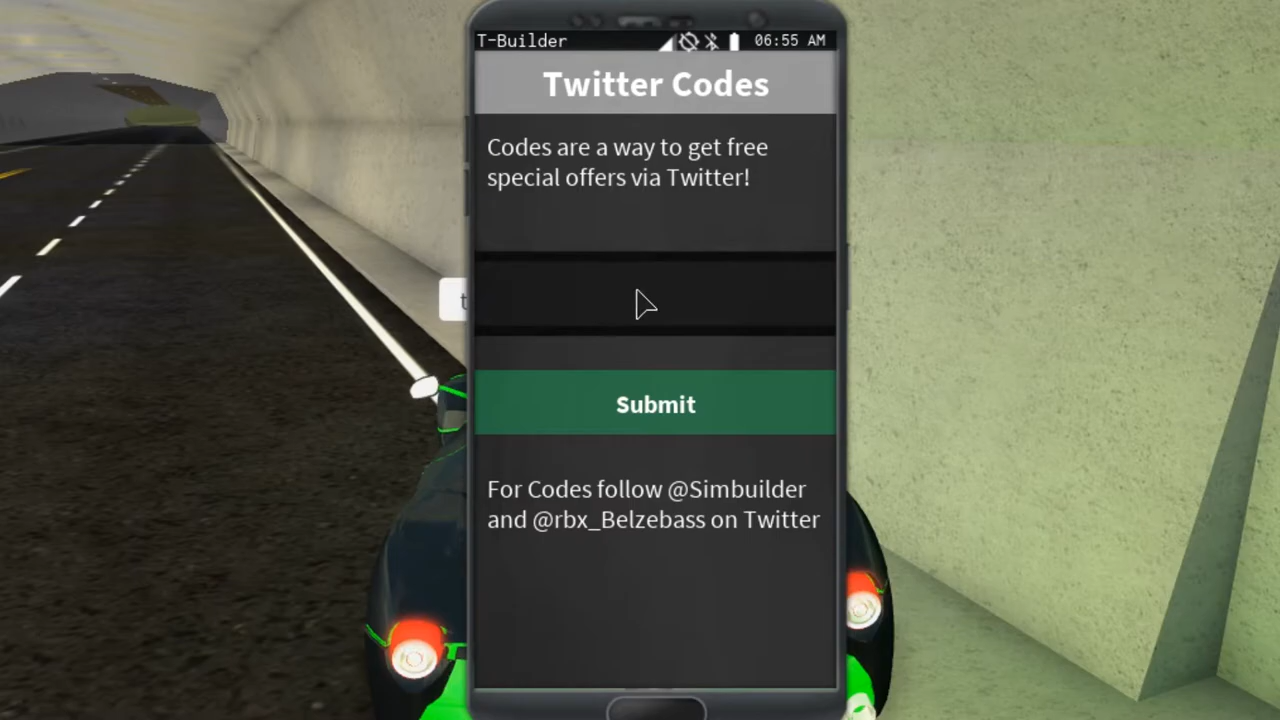 T-Builder 06:55 AM
Twitter Codes
Codes are a way to get free
special offers via Twitter!
Submit
For Codes follow @Simbuilder
and @rbx_Belzebass on Twitter